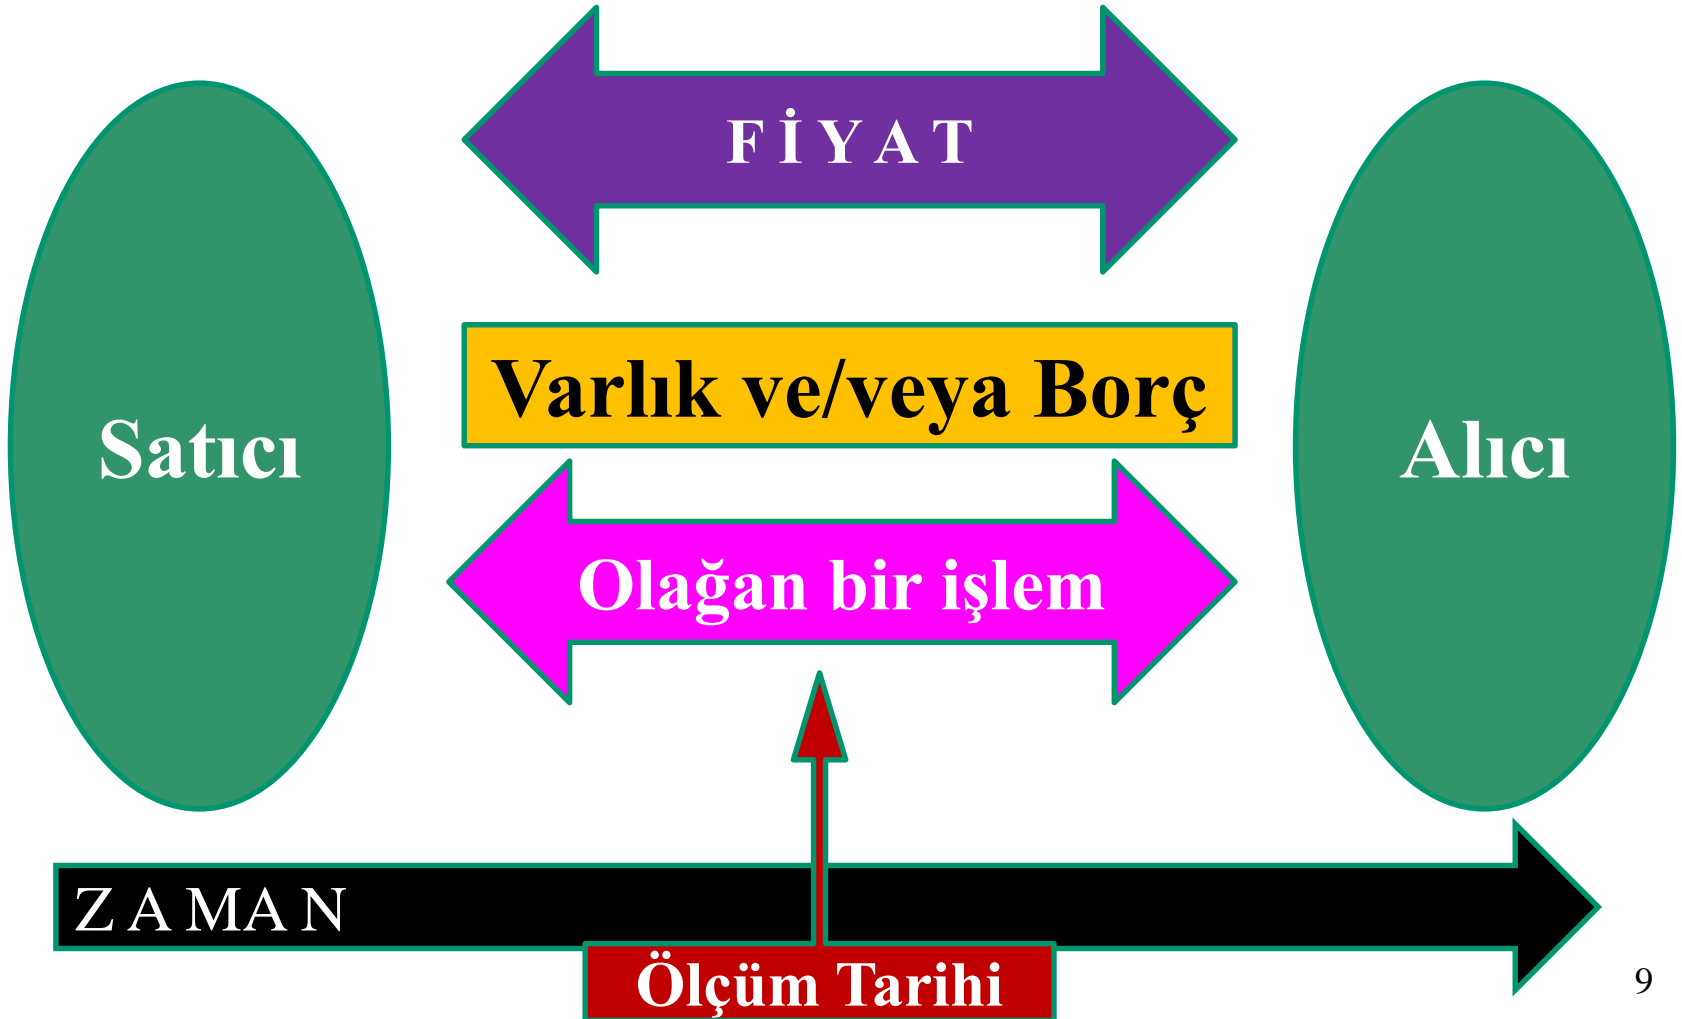 F İ Y A T
Varlık ve/veya Borç
Satıcı
Alıcı
Olağan bir işlem
Z A M A N
Ölçüm Tarihi
9